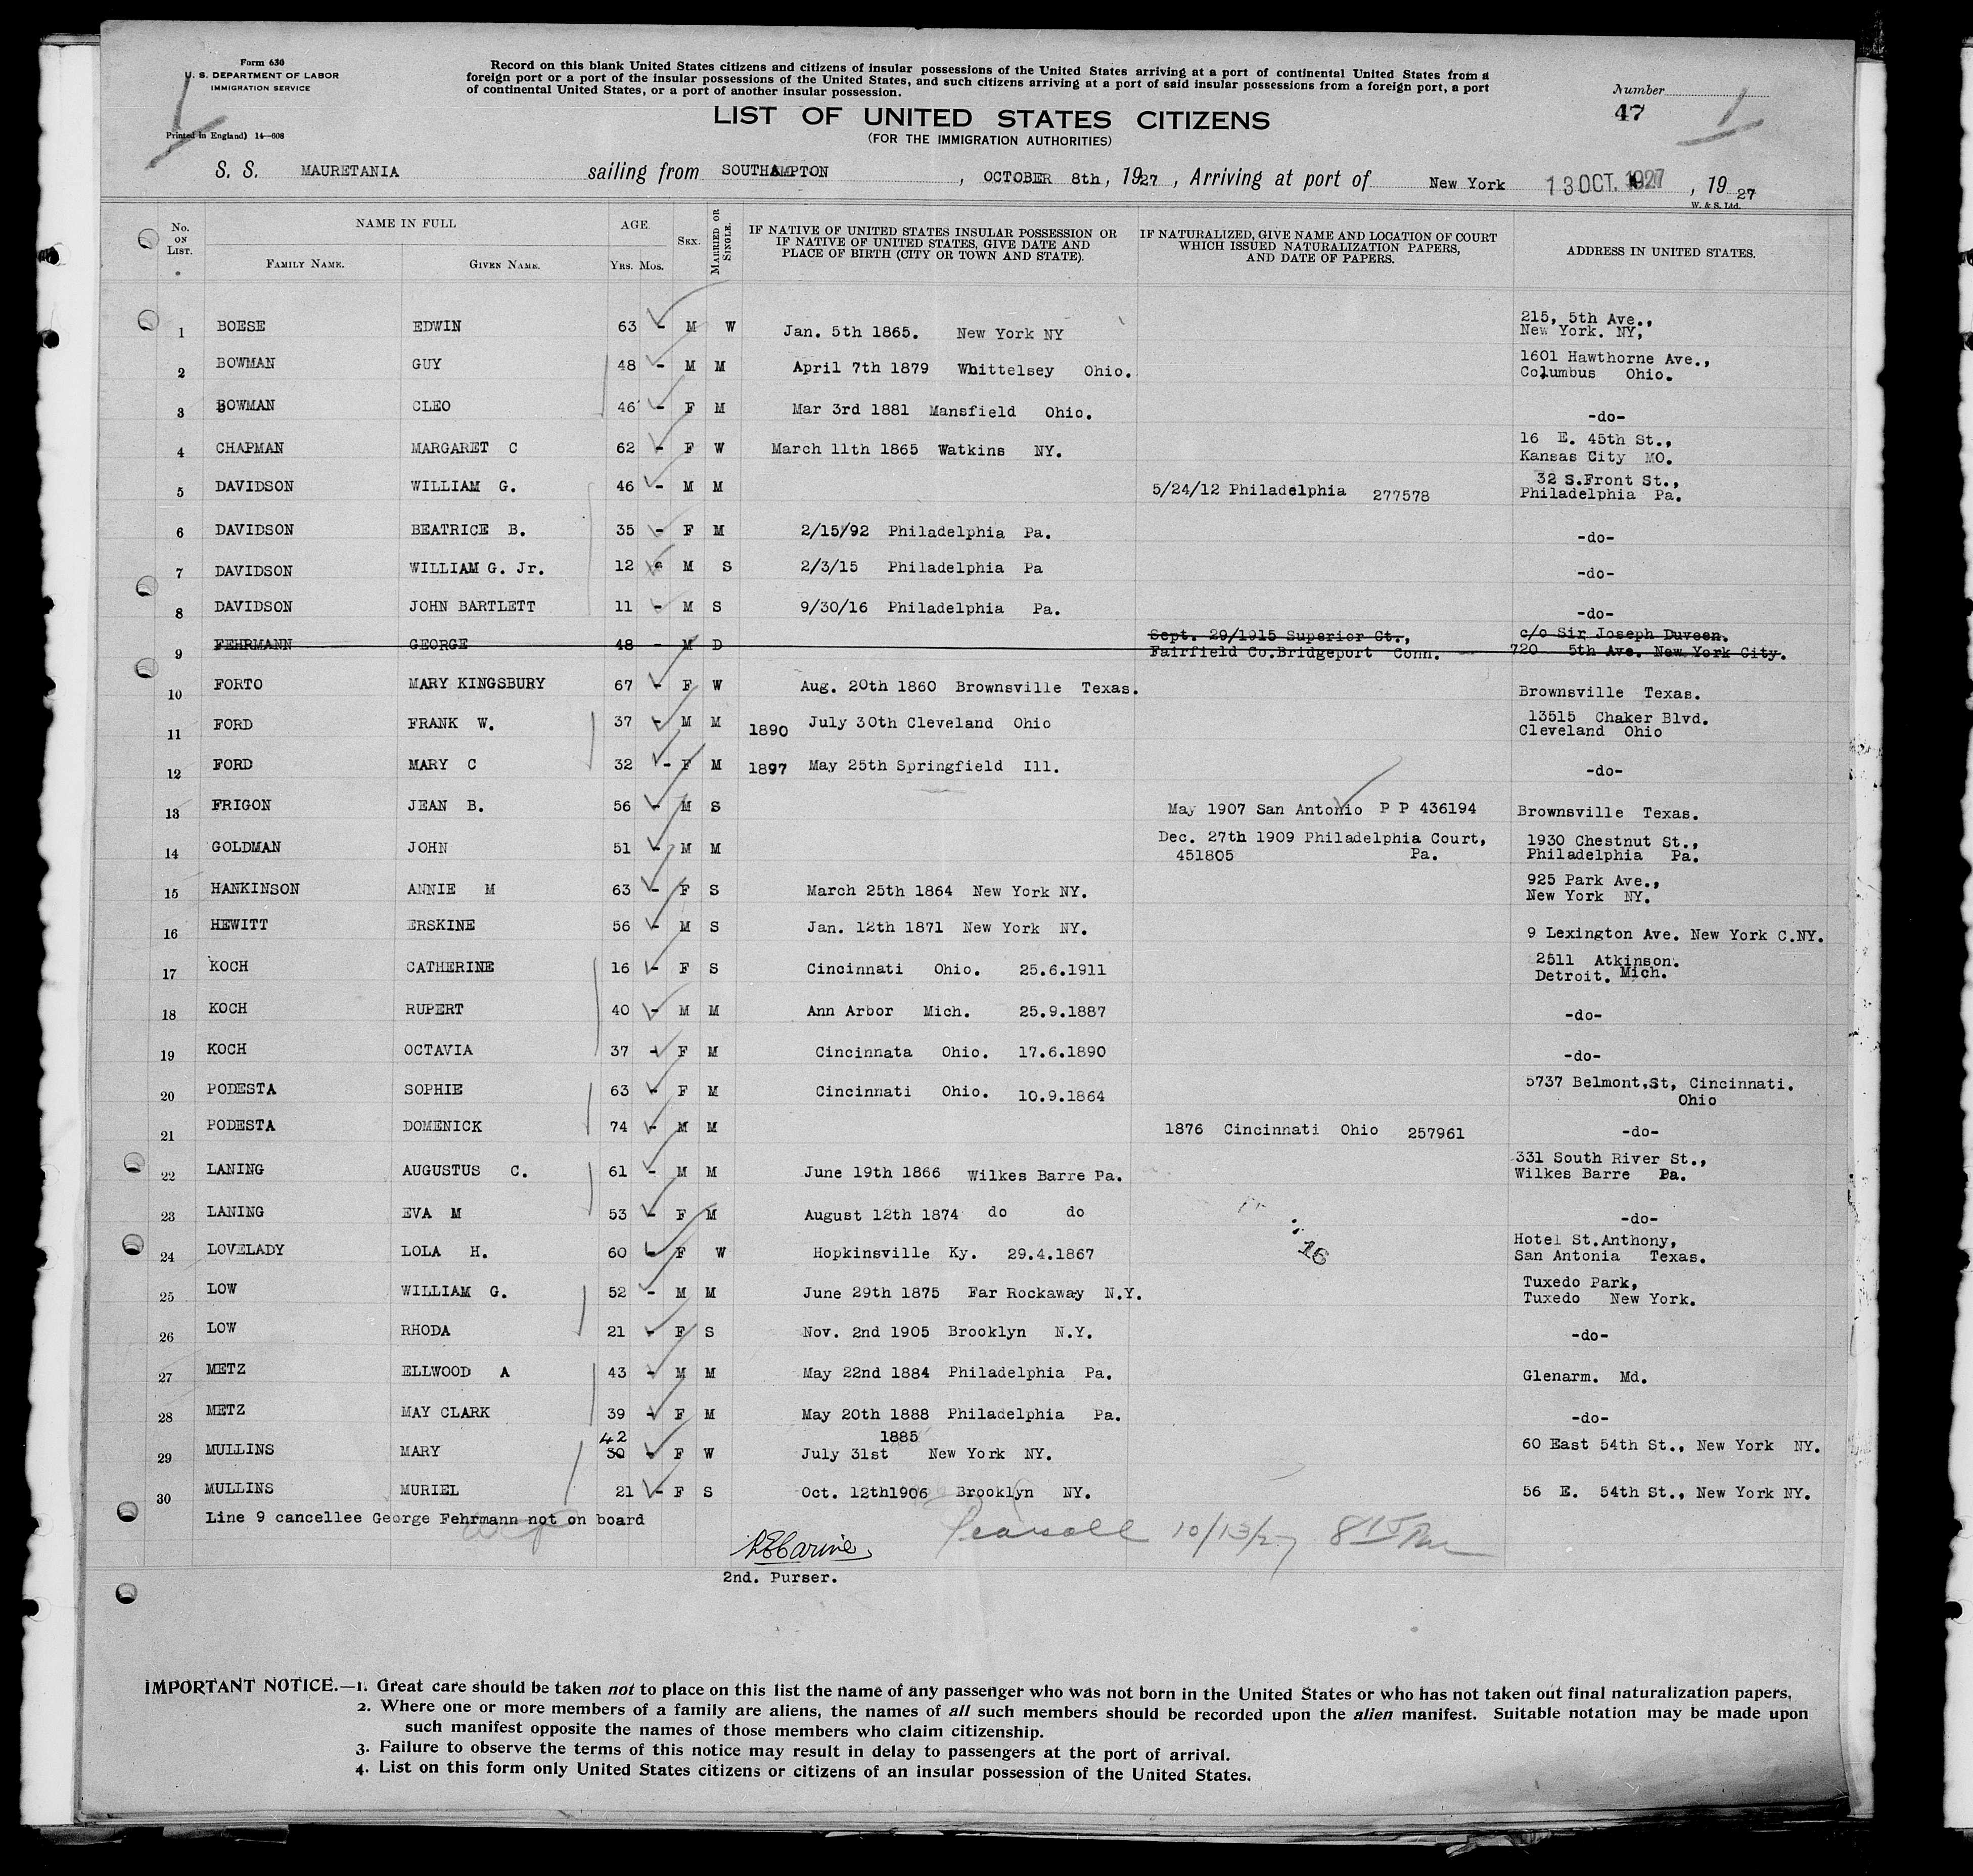 Form 630
U. S. DEPARTMENT OF LABOR
IMMIGRATION SERVICE
Printed in England) 14—608
Record on this blank United States citizens and citizens of insular possessions of the United States arriving at a port of continental United States from a
foreign port or a port of the insular possessions of the United States, and such citizens arriving at a port of said insular possessions from a foreign port, a port
of continental United States, or a port of another insular possession.
Number
47
LIST OF UNITED STATES CITIZENS
(FOR THE IMMIGRATION AUTHORITIES)
S. S. MAURETANIA sailing from SOUTHAMPTON, OCTOBER 8th, 1927, Arriving at port of New York 13 OCT. 1927, 1927
W. & S. Ltd.
No. ON LIST. NAME IN FULL FAMILY NAME. GIVEN NAME. AGE YRS. MOS. SEX. MARRIED OR SINGLE. IF NATIVE OF UNITED STATES INSULAR POSSESSION OR IF NATIVE OF UNITED STATES, GIVE DATE AND PLACE OF BIRTH (CITY OR TOWN AND STATE). IF NATURALIZED, GIVE NAME AND LOCATION OF COURT WHICH ISSUED NATURALIZATION PAPERS, AND DATE OF PAPERS. ADDRESS IN UNITED STATES.
1 BOESE EDWIN 63 - M W Jan. 5th 1865. New York NY 215, 5th Ave., New York. NY,
2 BOWMAN GUY 48 - M M April 7th 1879 Whittelsey Ohio. 1601 Hawthorne Ave., Columbus Ohio.
3 BOWMAN CLEO 46 - F M Mar 3rd 1881 Mansfield Ohio. -do-
4 CHAPMAN MARGARET C 62 - F W March 11th 1865 Watkins NY. 16 E. 45th St., Kansas City MO.
5 DAVIDSON WILLIAM G. 46 - M M 5/24/12 Philadelphia 277578 32 S.Front St., Philadelphia Pa.
6 DAVIDSON BEATRICE B. 35 - F M 2/15/92 Philadelphia Pa. -do-
7 DAVIDSON WILLIAM G. Jr. 12 M S 2/3/15 Philadelphia Pa -do-
8 DAVIDSON JOHN BARTLETT 11 - M S 9/30/16 Philadelphia Pa. -do-
9 FEHRMANN GEORGE 48 - M D Sept. 29/1915 Superior Ct., Fairfield Co.Bridgeport Conn. c/o Sir Joseph Duveen. 720 5th Ave. New York City.
10 FORTO MARY KINGSBURY 67 - F W Aug. 20th 1860 Brownsville Texas. Brownsville Texas.
11 FORD FRANK W. 37 - M M 1890 July 30th Cleveland Ohio 13515 Chaker Blvd. Cleveland Ohio
12 FORD MARY C 32 - F M 1897 May 25th Springfield Ill. -do-
13 FRIGON JEAN B. 56 - M S May 1907 San Antonio P P 436194 Brownsville Texas.
14 GOLDMAN JOHN 51 - M M Dec. 27th 1909 Philadelphia Court, 451805 Pa. 1930 Chestnut St., Philadelphia Pa.
15 HANKINSON ANNIE M 63 - F S March 25th 1864 New York NY. 925 Park Ave., New York NY.
16 HEWITT ERSKINE 56 - M S Jan. 12th 1871 New York NY. 9 Lexington Ave. New York C.NY.
17 KOCH CATHERINE 16 - F S Cincinnati Ohio. 25.6.1911 2511 Atkinson. Detroit. Mich.
18 KOCH RUPERT 40 - M M Ann Arbor Mich. 25.9.1887 -do-
19 KOCH OCTAVIA 37 - F M Cincinnata Ohio. 17.6.1890 -do-
20 PODESTA SOPHIE 63 - F M Cincinnati Ohio. 10.9.1864 5737 Belmont,St, Cincinnati. Ohio
21 PODESTA DOMENICK 74 - M M 1876 Cincinnati Ohio 257961 -do-
22 LANING AUGUSTUS C. 61 - M M June 19th 1866 Wilkes Barre Pa. 331 South River St., Wilkes Barre Pa.
23 LANING EVA M 53 - F M August 12th 1874 do do -do-
24 LOVELADY LOLA H. 60 - F W Hopkinsville Ky. 29.4.1867 16 Hotel St.Anthony, San Antonia Texas.
25 LOW WILLIAM G. 52 - M M June 29th 1875 Far Rockaway N.Y. Tuxedo Park, Tuxedo New York.
26 LOW RHODA 21 - F S Nov. 2nd 1905 Brooklyn N.Y. -do-
27 METZ ELLWOOD A 43 - M M May 22nd 1884 Philadelphia Pa. Glenarm. Md.
28 METZ MAY CLARK 39 - F M May 20th 1888 Philadelphia Pa. -do-
29 MULLINS MARY 42 30 - F W July 31st 1885 New York NY. 60 East 54th St., New York NY.
30 MULLINS MURIEL 21 - F S Oct. 12th1906 Brooklyn NY. 56 E. 54th St., New York NY.
Line 9 cancellee George Fehrmann not on board
10/13/27
2nd. Purser.
IMPORTANT NOTICE.—1. Great care should be taken not to place on this list the name of any passenger who was not born in the United States or who has not taken out final naturalization papers.
2. Where one or more members of a family are aliens, the names of all such members should be recorded upon the alien manifest. Suitable notation may be made upon
such manifest opposite the names of those members who claim citizenship.
3. Failure to observe the terms of this notice may result in delay to passengers at the port of arrival.
4. List on this form only United States citizens or citizens of an insular possession of the United States.